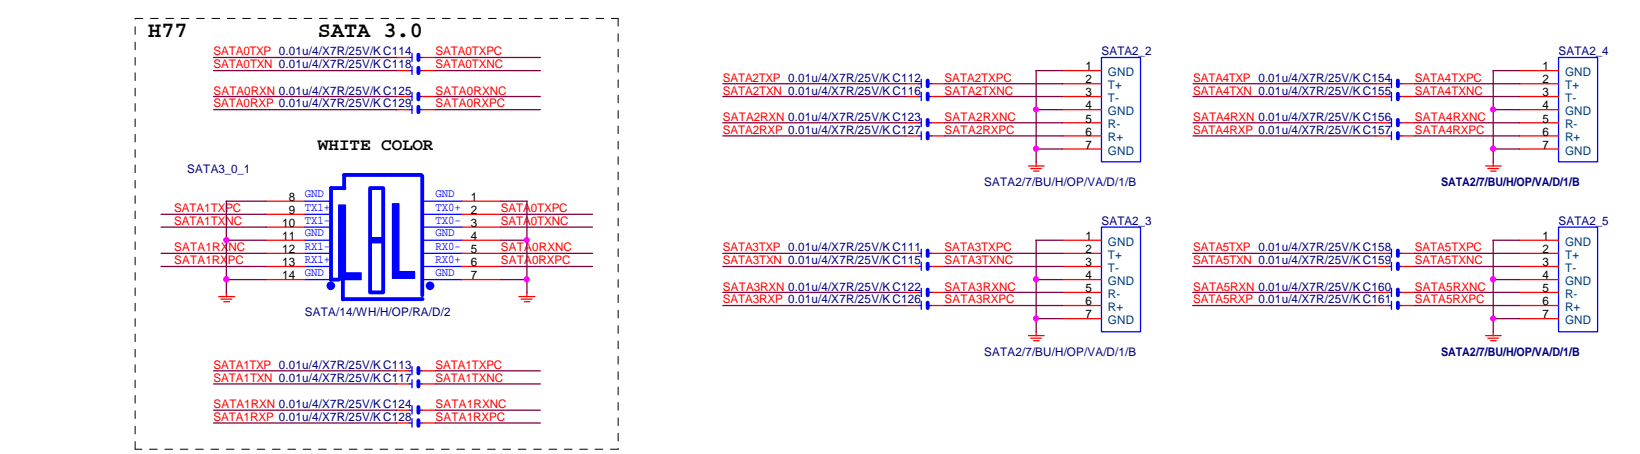 H77 SATA 3.0
SATA0TXP 0.01u/4/X7R/25V/K C114 SATA0TXPC
SATA0TXN 0.01u/4/X7R/25V/K C118 SATA0TXNC
SATA0RXN 0.01u/4/X7R/25V/K C125 SATA0RXNC
SATA0RXP 0.01u/4/X7R/25V/K C129 SATA0RXPC
WHITE COLOR
SATA3_0_1
8 GND GND 1
SATA1TXPC 9 TX1+ TX0+ 2 SATA0TXPC
SATA1TXNC 10 TX1- TX0- 3 SATA0TXNC
11 GND GND 4
SATA1RXNC 12 RX1- RX0- 5 SATA0RXNC
SATA1RXPC 13 RX1+ RX0+ 6 SATA0RXPC
14 GND GND 7
SATA/14/WH/H/OP/RA/D/2
SATA1TXP 0.01u/4/X7R/25V/K C113 SATA1TXPC
SATA1TXN 0.01u/4/X7R/25V/K C117 SATA1TXNC
SATA1RXN 0.01u/4/X7R/25V/K C124 SATA1RXNC
SATA1RXP 0.01u/4/X7R/25V/K C128 SATA1RXPC
SATA2_2
1 GND
SATA2TXP 0.01u/4/X7R/25V/K C112 SATA2TXPC 2 T+
SATA2TXN 0.01u/4/X7R/25V/K C116 SATA2TXNC 3 T-
4 GND
SATA2RXN 0.01u/4/X7R/25V/K C123 SATA2RXNC 5 R-
SATA2RXP 0.01u/4/X7R/25V/K C127 SATA2RXPC 6 R+
7 GND
SATA2/7/BU/H/OP/VA/D/1/B
SATA2_3
1 GND
SATA3TXP 0.01u/4/X7R/25V/K C111 SATA3TXPC 2 T+
SATA3TXN 0.01u/4/X7R/25V/K C115 SATA3TXNC 3 T-
4 GND
SATA3RXN 0.01u/4/X7R/25V/K C122 SATA3RXNC 5 R-
SATA3RXP 0.01u/4/X7R/25V/K C126 SATA3RXPC 6 R+
7 GND
SATA2/7/BU/H/OP/VA/D/1/B
SATA2_4
1 GND
SATA4TXP 0.01u/4/X7R/25V/K C154 SATA4TXPC 2 T+
SATA4TXN 0.01u/4/X7R/25V/K C155 SATA4TXNC 3 T-
4 GND
SATA4RXN 0.01u/4/X7R/25V/K C156 SATA4RXNC 5 R-
SATA4RXP 0.01u/4/X7R/25V/K C157 SATA4RXPC 6 R+
7 GND
SATA2/7/BU/H/OP/VA/D/1/B
SATA2_5
1 GND
SATA5TXP 0.01u/4/X7R/25V/K C158 SATA5TXPC 2 T+
SATA5TXN 0.01u/4/X7R/25V/K C159 SATA5TXNC 3 T-
4 GND
SATA5RXN 0.01u/4/X7R/25V/K C160 SATA5RXNC 5 R-
SATA5RXP 0.01u/4/X7R/25V/K C161 SATA5RXPC 6 R+
7 GND
SATA2/7/BU/H/OP/VA/D/1/B